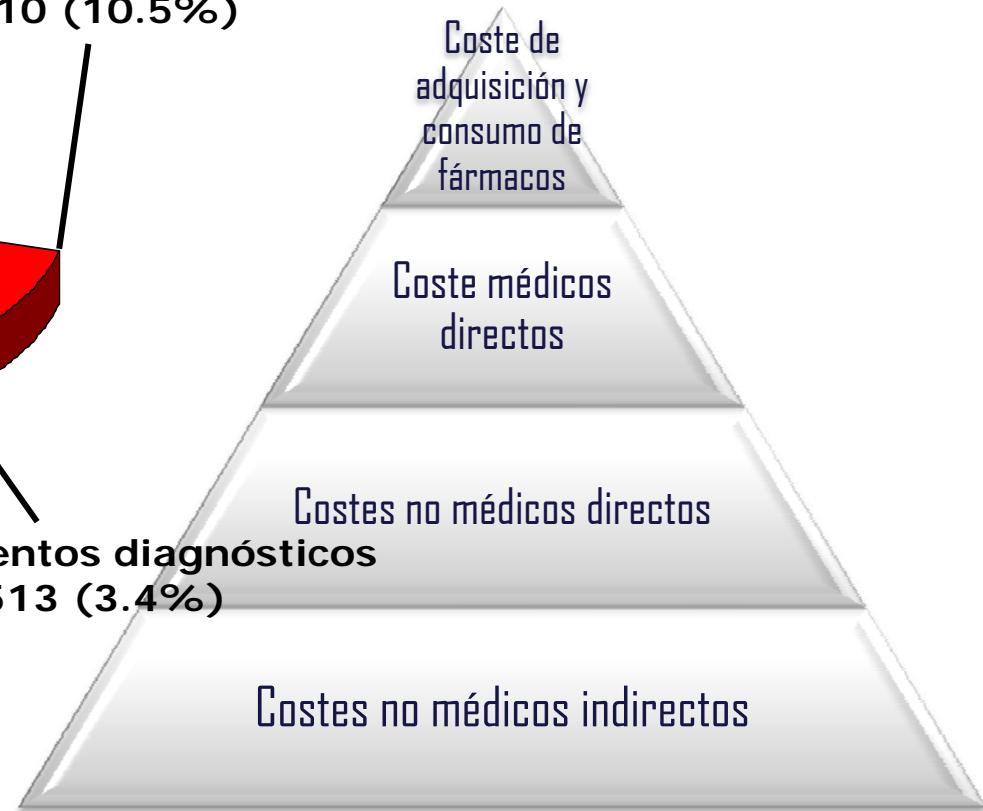 10 (10.5%)
Coste de
adquisición y
consumo de
fármacos
Coste médicos
directos
Costes no médicos directos
entos diagnósticos
513 (3.4%)
Costes no médicos indirectos